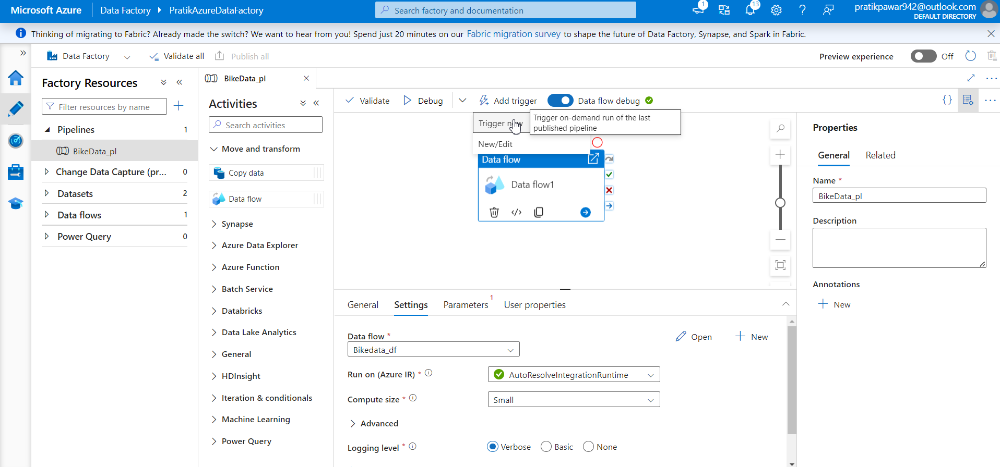 Microsoft Azure
Data Factory
PratikAzureDataFactory
Search factory and documentation
1
13
pratikpawar942@outlook.com
DEFAULT DIRECTORY
Thinking of migrating to Fabric? Already made the switch? We want to hear from you! Spend just 20 minutes on our Fabric migration survey to shape the future of Data Factory, Synapse, and Spark in Fabric.
Data Factory
Validate all
Publish all
Preview experience
Off
Factory Resources
Filter resources by name
Pipelines 1
BikeData_pl
Change Data Capture (pr... 0
Datasets 2
Data flows 1
Power Query 0
BikeData_pl
Activities
Search activities
Move and transform
Copy data
Data flow
Synapse
Azure Data Explorer
Azure Function
Batch Service
Databricks
Data Lake Analytics
General
HDInsight
Iteration & conditionals
Machine Learning
Power Query
Validate
Debug
Add trigger
Data flow debug
Trigger now
New/Edit
Trigger on-demand run of the last
published pipeline
Data flow
Data flow1
General
Settings
Parameters 1
User properties
Data flow *
Bikedata_df
Open
New
Run on (Azure IR) *
AutoResolveIntegrationRuntime
Compute size *
Small
Advanced
Logging level *
Verbose
Basic
None
Properties
General
Related
Name *
BikeData_pl
Description
Annotations
New